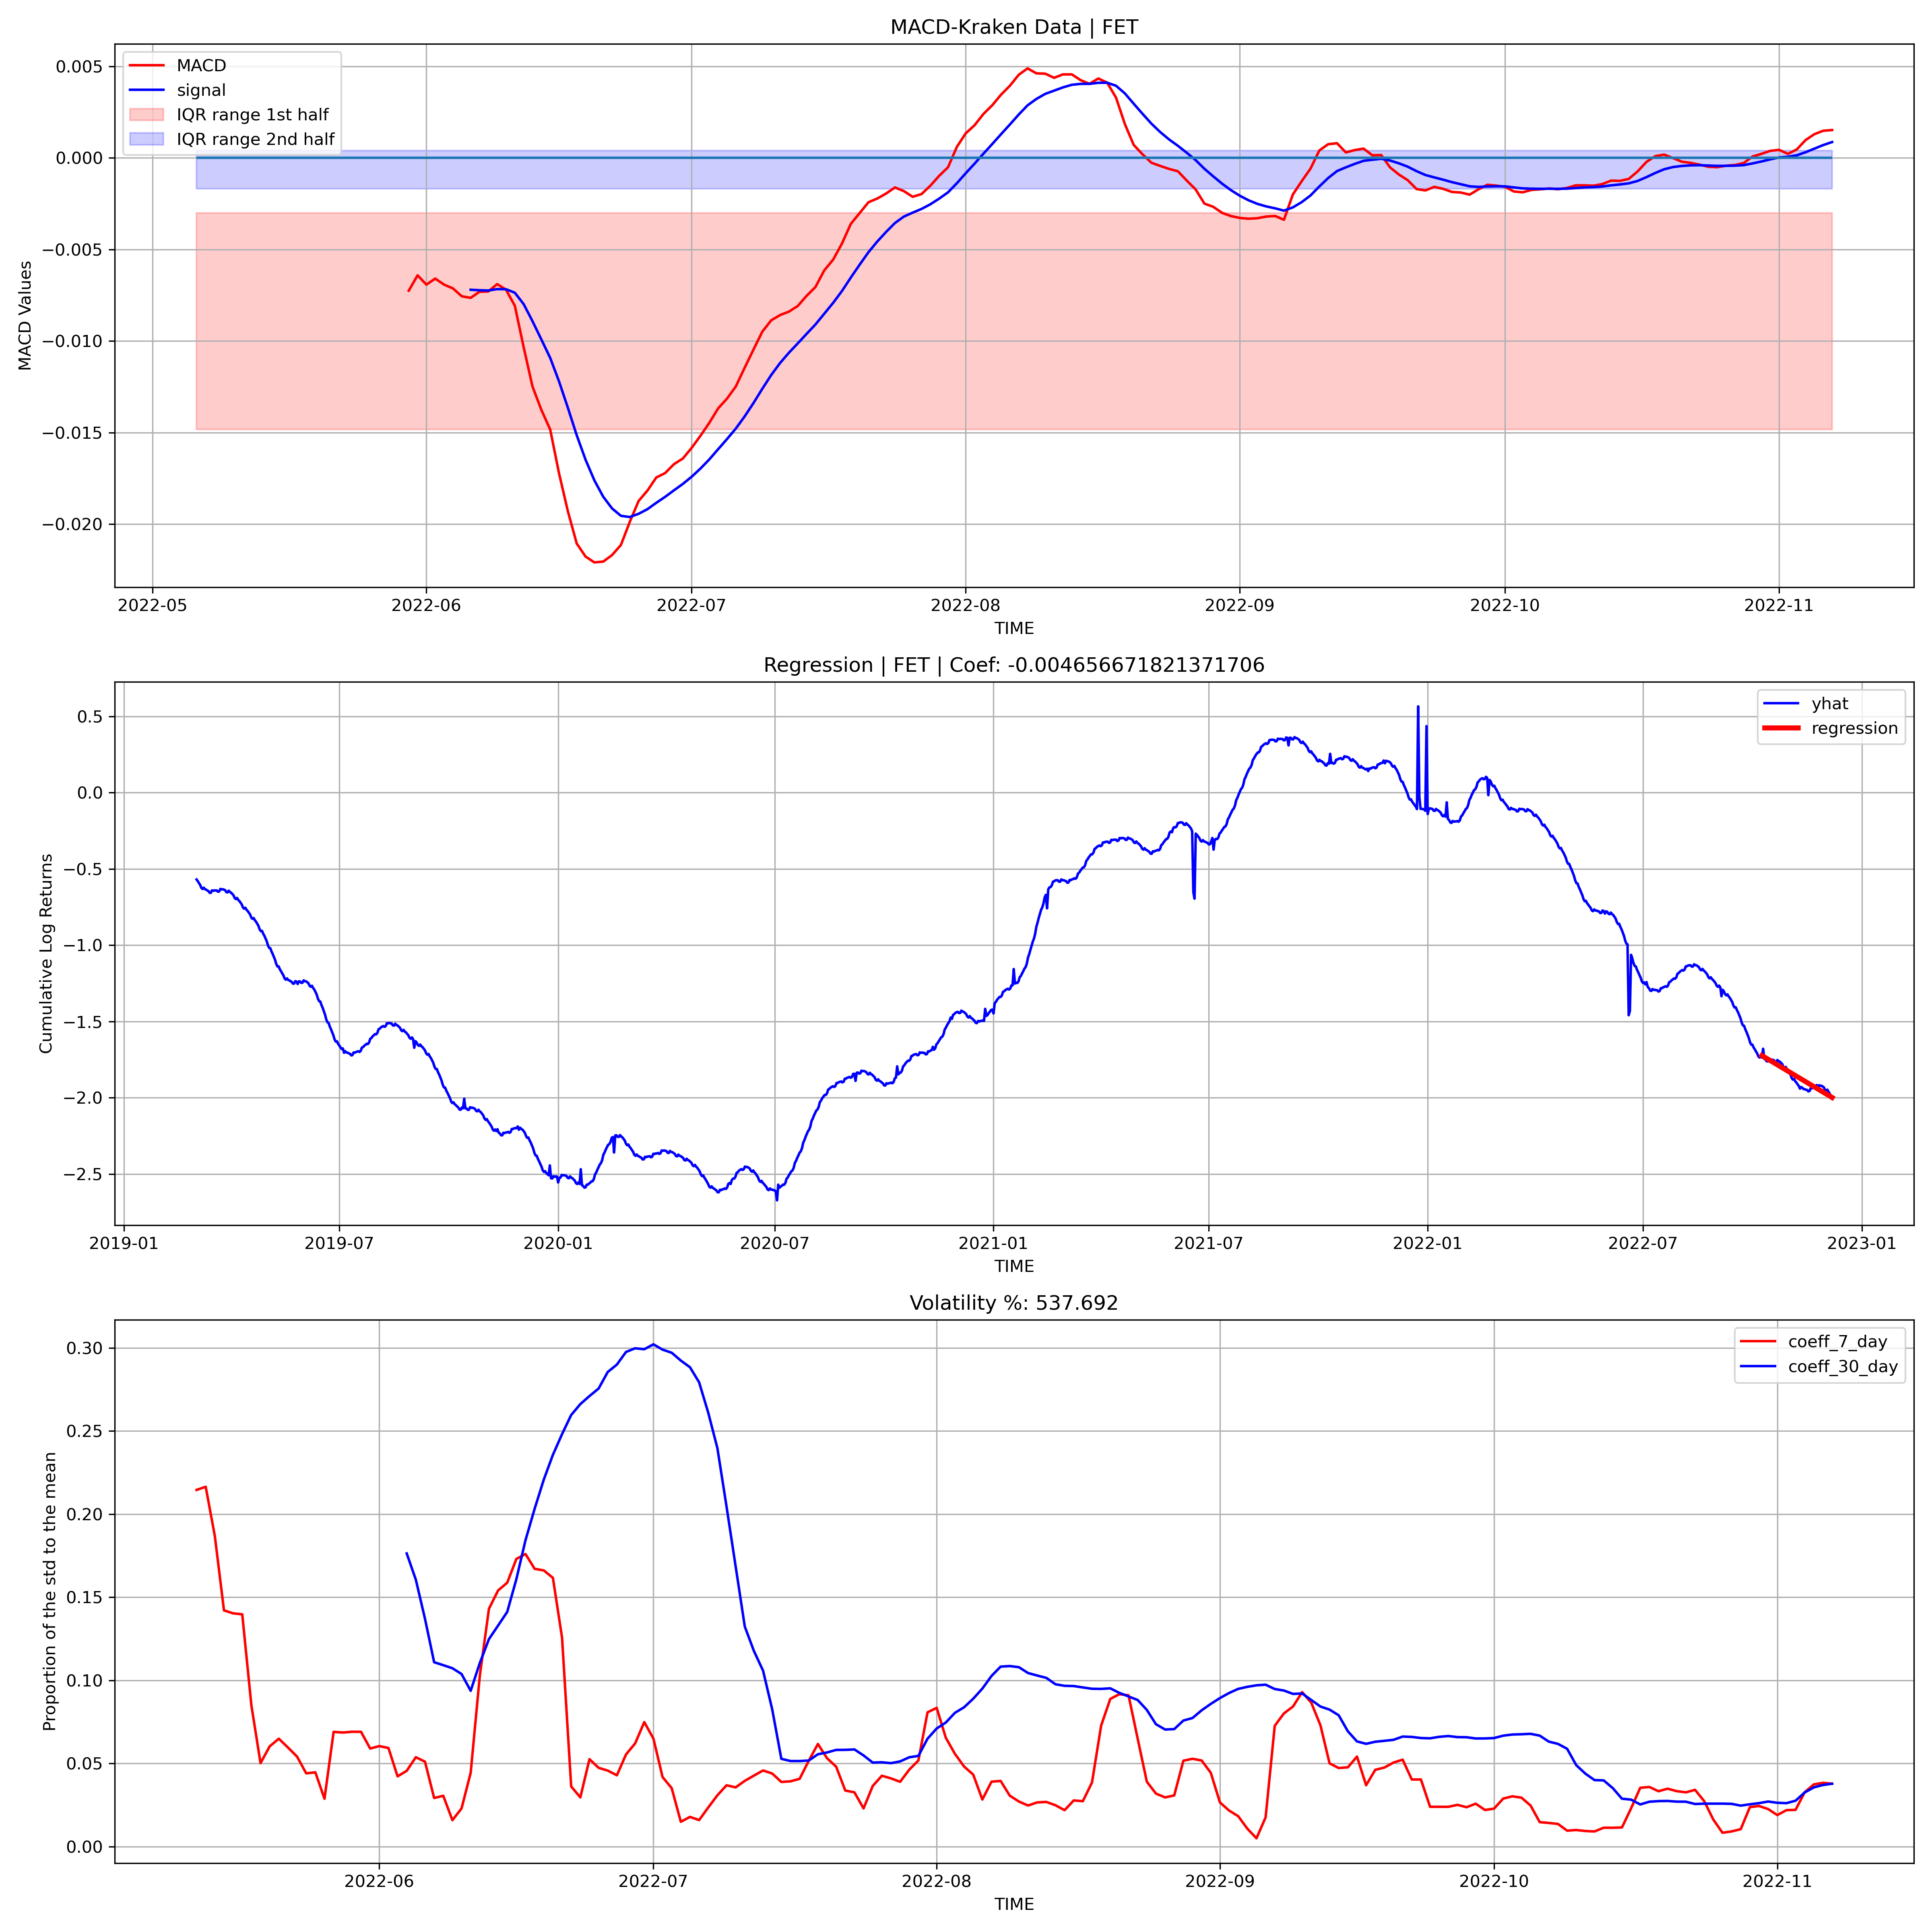 MACD-Kraken Data | FET
MACD
signal
IQR range 1st half
IQR range 2nd half
0.005
0.000
−0.005
−0.010
−0.015
−0.020
MACD Values
2022-05 2022-06 2022-07 2022-08 2022-09 2022-10 2022-11
TIME
Regression | FET | Coef: -0.004656671821371706
yhat
regression
0.5
0.0
−0.5
−1.0
−1.5
−2.0
−2.5
Cumulative Log Returns
2019-01 2019-07 2020-01 2020-07 2021-01 2021-07 2022-01 2022-07 2023-01
TIME
Volatility %: 537.692
coeff_7_day
coeff_30_day
0.30
0.25
0.20
0.15
0.10
0.05
0.00
Proportion of the std to the mean
2022-06 2022-07 2022-08 2022-09 2022-10 2022-11
TIME